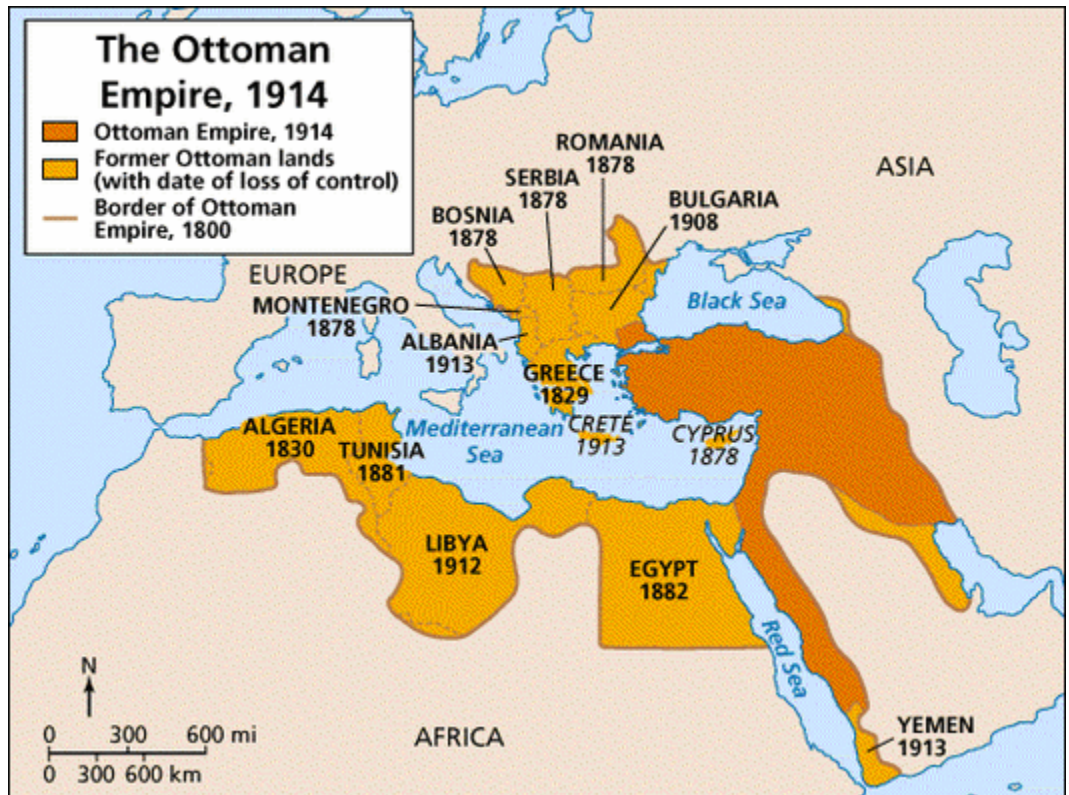 The Ottoman
Empire, 1914
Ottoman Empire, 1914
Former Ottoman lands
(with date of loss of control)
Border of Ottoman
Empire, 1800
ROMANIA
1878
ASIA
SERBIA
1878
BULGARIA
1908
BOSNIA
1878
EUROPE
MONTENEGRO
1878
Black Sea
ALBANIA
1913
GREECE
1829
CRETE
1913
CYPRUS
1878
ALGERIA
1830
TUNISIA
1881
Mediterranean
Sea
LIBYA
1912
EGYPT
1882
Red Sea
N
0 300 600 mi
0 300 600 km
AFRICA
YEMEN
1913